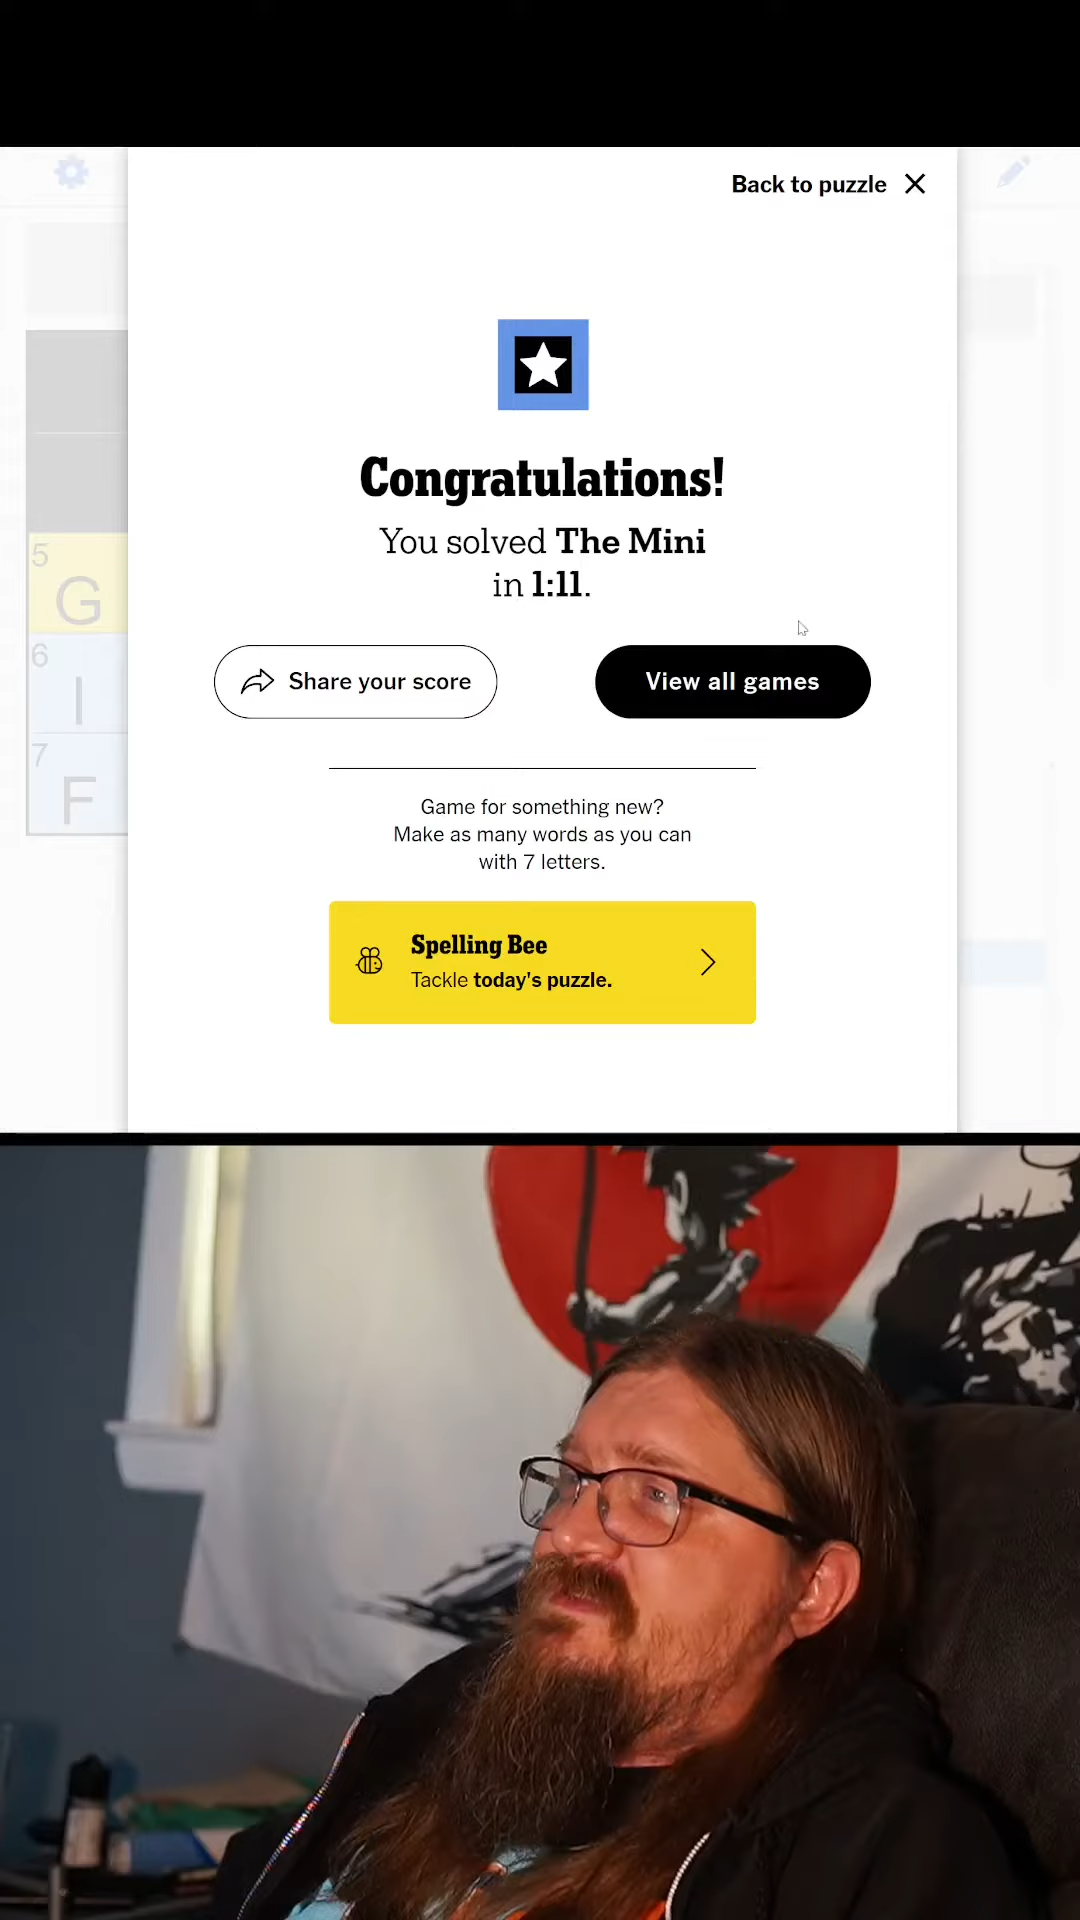 Back to puzzle
Congratulations!
You solved The Mini
in 1:11.
Share your score
View all games
5
G
6
I
7
F
Game for something new?
Make as many words as you can
with 7 letters.
Spelling Bee
Tackle today's puzzle.